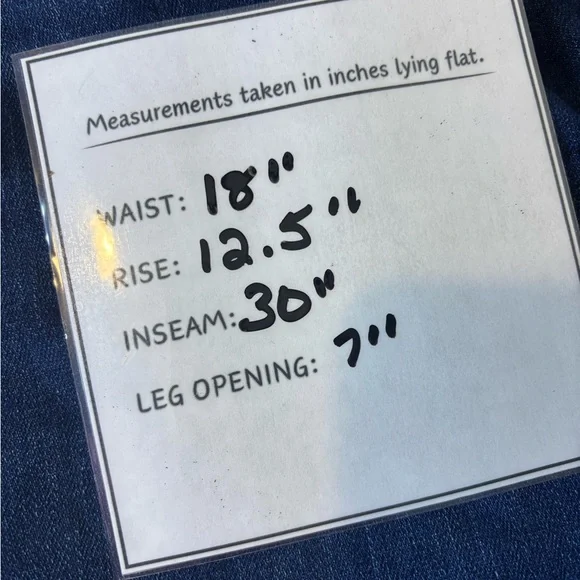 Measurements taken in inches lying flat.
WAIST: 18"
RISE: 12.5"
INSEAM: 30"
LEG OPENING: 7"